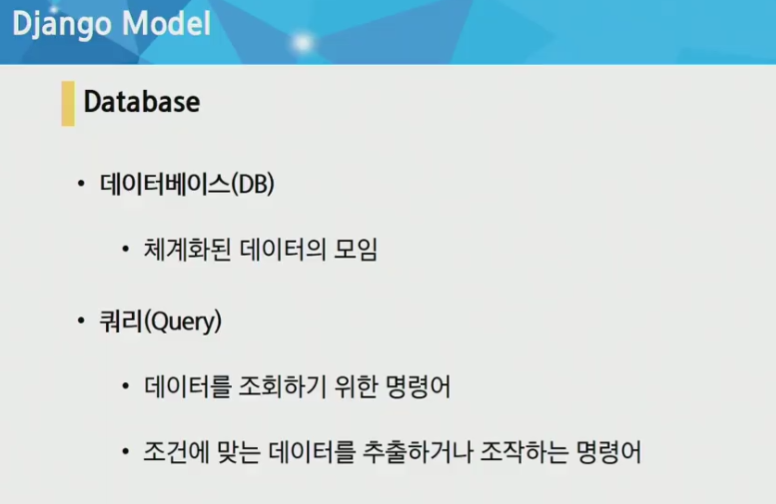 Django Model
Database
• 데이터베이스(DB)
• 체계화된 데이터의 모임
• 쿼리(Query)
• 데이터를 조회하기 위한 명령어
• 조건에 맞는 데이터를 추출하거나 조작하는 명령어